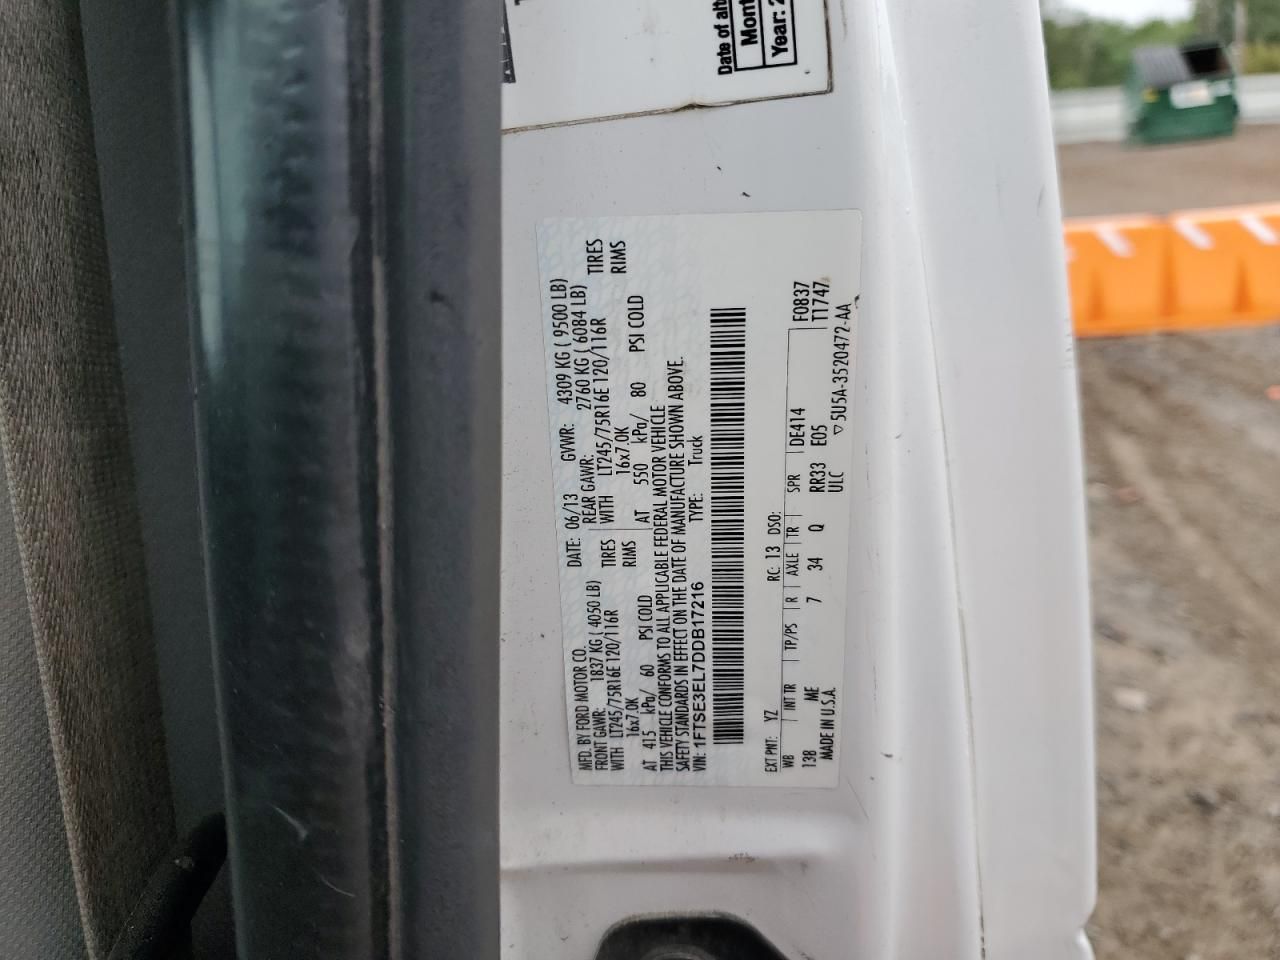 Date of alt
Mont
Year: 2
MFD. BY FORD MOTOR CO. DATE: 06/13 GVWR: 4309 KG ( 9500 LB)
FRONT GAWR: 1837 KG ( 4050 LB) REAR GAWR: 2760 KG ( 6084 LB)
WITH LT245/75R16E 120/116R TIRES WITH LT245/75R16E 120/116R TIRES
16x7.0K RIMS 16x7.0K RIMS
AT 415 kPa/ 60 PSI COLD AT 550 kPa/ 80 PSI COLD
THIS VEHICLE CONFORMS TO ALL APPLICABLE FEDERAL MOTOR VEHICLE
SAFETY STANDARDS IN EFFECT ON THE DATE OF MANUFACTURE SHOWN ABOVE.
VIN: 1FTSE3EL7DDB17216 TYPE: Truck
EXT PNT: YZ RC: 13 DSO: F0837
WB INT TR TP/PS R AXLE TR SPR DE414 T1747
138 ME 7 34 Q RR33 E05
MADE IN U.S.A. ULC ▽5U5A-3520472-AA